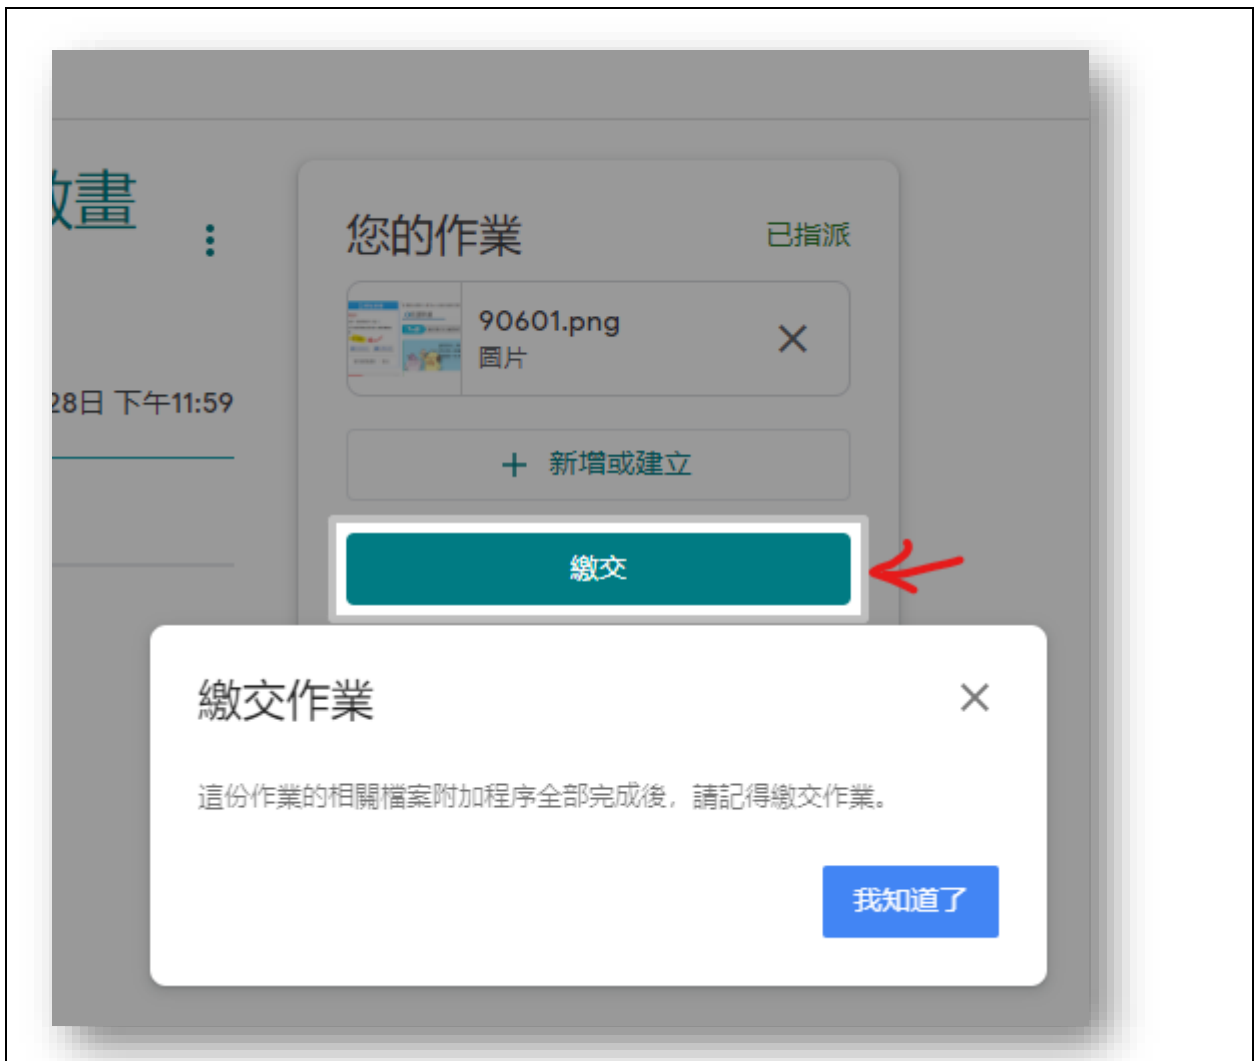 畫
您的作業
已指派
90601.png
圖片
28日 下午11:59
+ 新增或建立
繳交
繳交作業
這份作業的相關檔案附加程序全部完成後，請記得繳交作業。
我知道了